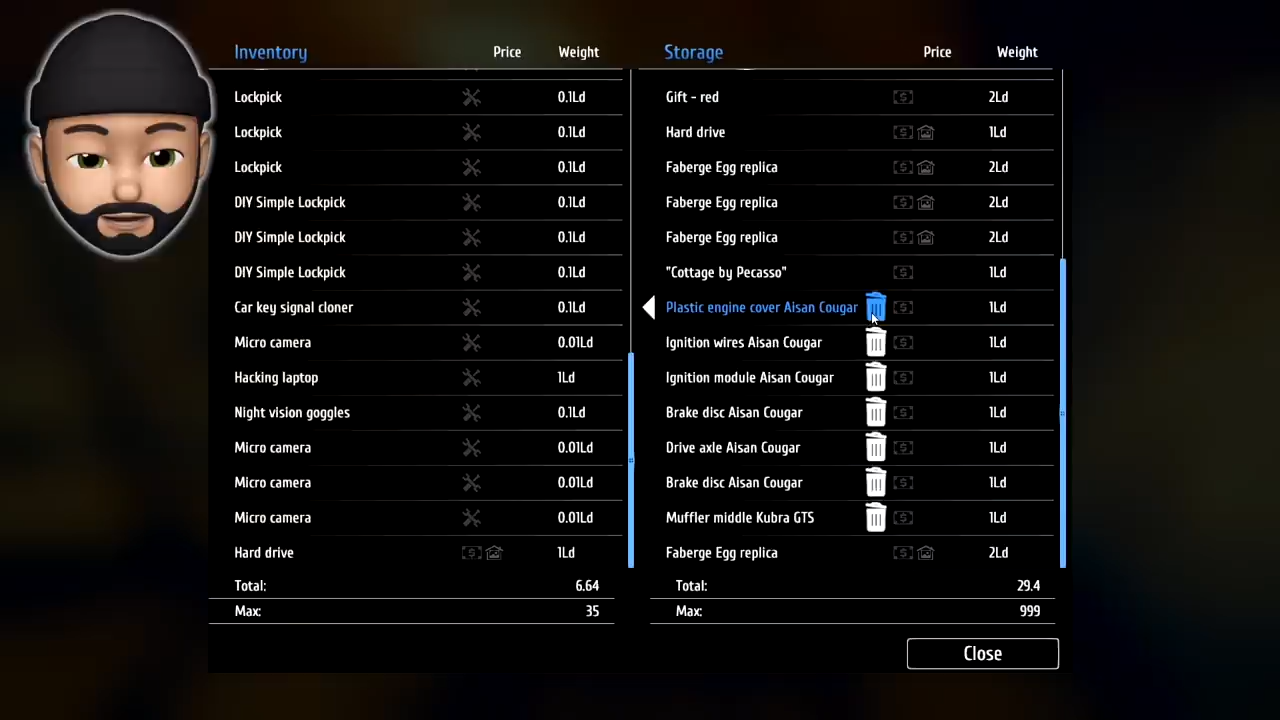 Inventory Price Weight
Lockpick 0.1Ld
Lockpick 0.1Ld
Lockpick 0.1Ld
DIY Simple Lockpick 0.1Ld
DIY Simple Lockpick 0.1Ld
DIY Simple Lockpick 0.1Ld
Car key signal cloner 0.1Ld
Micro camera 0.01Ld
Hacking laptop 1Ld
Night vision goggles 0.1Ld
Micro camera 0.01Ld
Micro camera 0.01Ld
Micro camera 0.01Ld
Hard drive 1Ld
Total: 6.64
Max: 35
Storage Price Weight
Gift - red 2Ld
Hard drive 1Ld
Faberge Egg replica 2Ld
Faberge Egg replica 2Ld
Faberge Egg replica 2Ld
"Cottage by Pecasso" 1Ld
Plastic engine cover Aisan Cougar 1Ld
Ignition wires Aisan Cougar 1Ld
Ignition module Aisan Cougar 1Ld
Brake disc Aisan Cougar 1Ld
Drive axle Aisan Cougar 1Ld
Brake disc Aisan Cougar 1Ld
Muffler middle Kubra GTS 1Ld
Faberge Egg replica 2Ld
Total: 29.4
Max: 999
Close